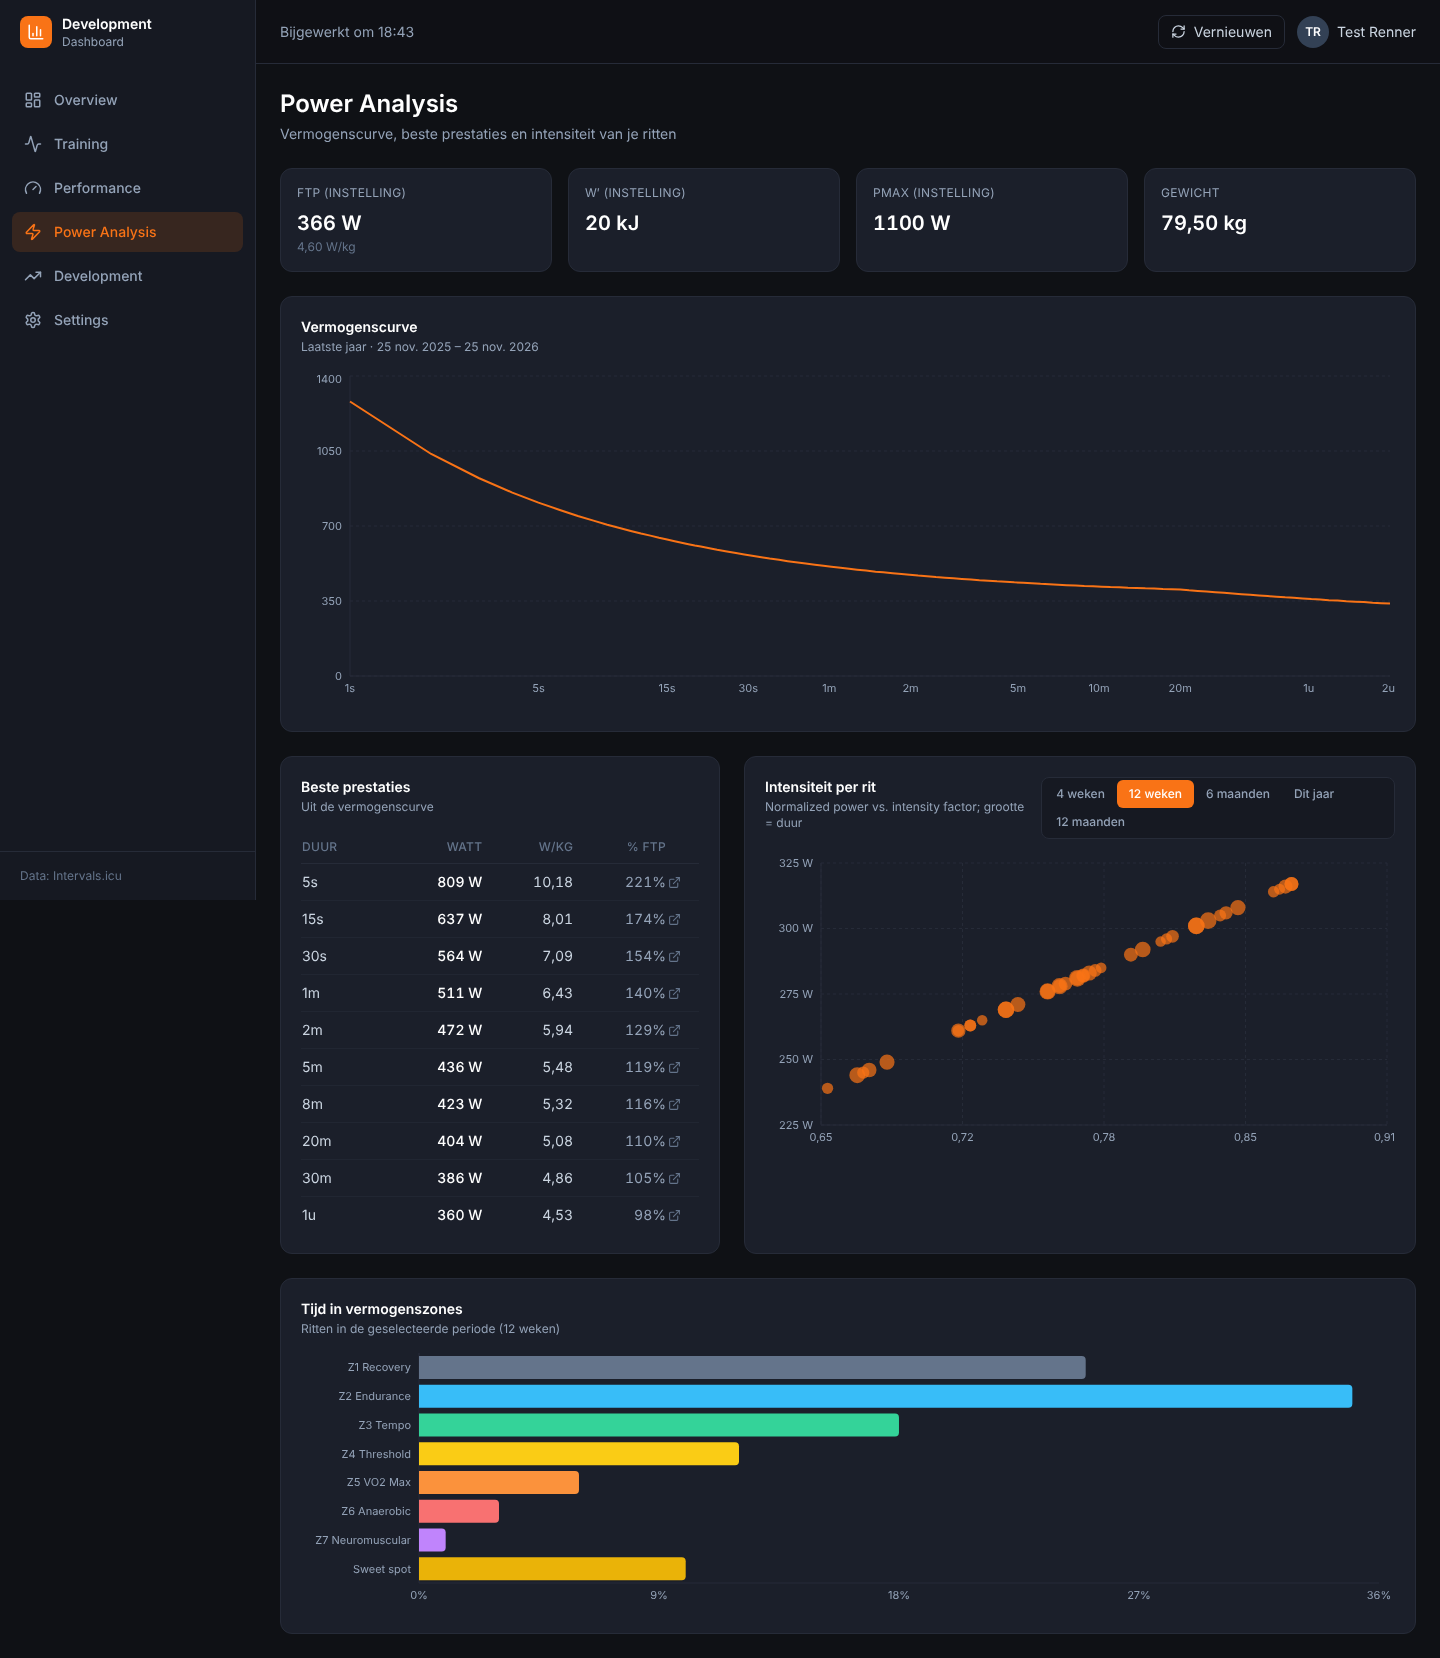 Development
Dashboard
Overview
Training
Performance
Power Analysis
Development
Settings
Data: Intervals.icu
Bijgewerkt om 18:43
Vernieuwen
TR
Test Renner
Power Analysis
Vermogenscurve, beste prestaties en intensiteit van je ritten
FTP (INSTELLING)
366 W
4,60 W/kg
W' (INSTELLING)
20 kJ
PMAX (INSTELLING)
1100 W
GEWICHT
79,50 kg
Vermogenscurve
Laatste jaar · 25 nov. 2025 – 25 nov. 2026
1400
1050
700
350
0
1s 5s 15s 30s 1m 2m 5m 10m 20m 1u 2u
Beste prestaties
Uit de vermogenscurve
DUUR WATT W/KG % FTP
5s 809 W 10,18 221%
15s 637 W 8,01 174%
30s 564 W 7,09 154%
1m 511 W 6,43 140%
2m 472 W 5,94 129%
5m 436 W 5,48 119%
8m 423 W 5,32 116%
20m 404 W 5,08 110%
30m 386 W 4,86 105%
1u 360 W 4,53 98%
Intensiteit per rit
Normalized power vs. intensity factor; grootte
= duur
4 weken 12 weken 6 maanden Dit jaar
12 maanden
325 W
300 W
275 W
250 W
225 W
0,65 0,72 0,78 0,85 0,91
Tijd in vermogenszones
Ritten in de geselecteerde periode (12 weken)
Z1 Recovery
Z2 Endurance
Z3 Tempo
Z4 Threshold
Z5 VO2 Max
Z6 Anaerobic
Z7 Neuromuscular
Sweet spot
0% 9% 18% 27% 36%